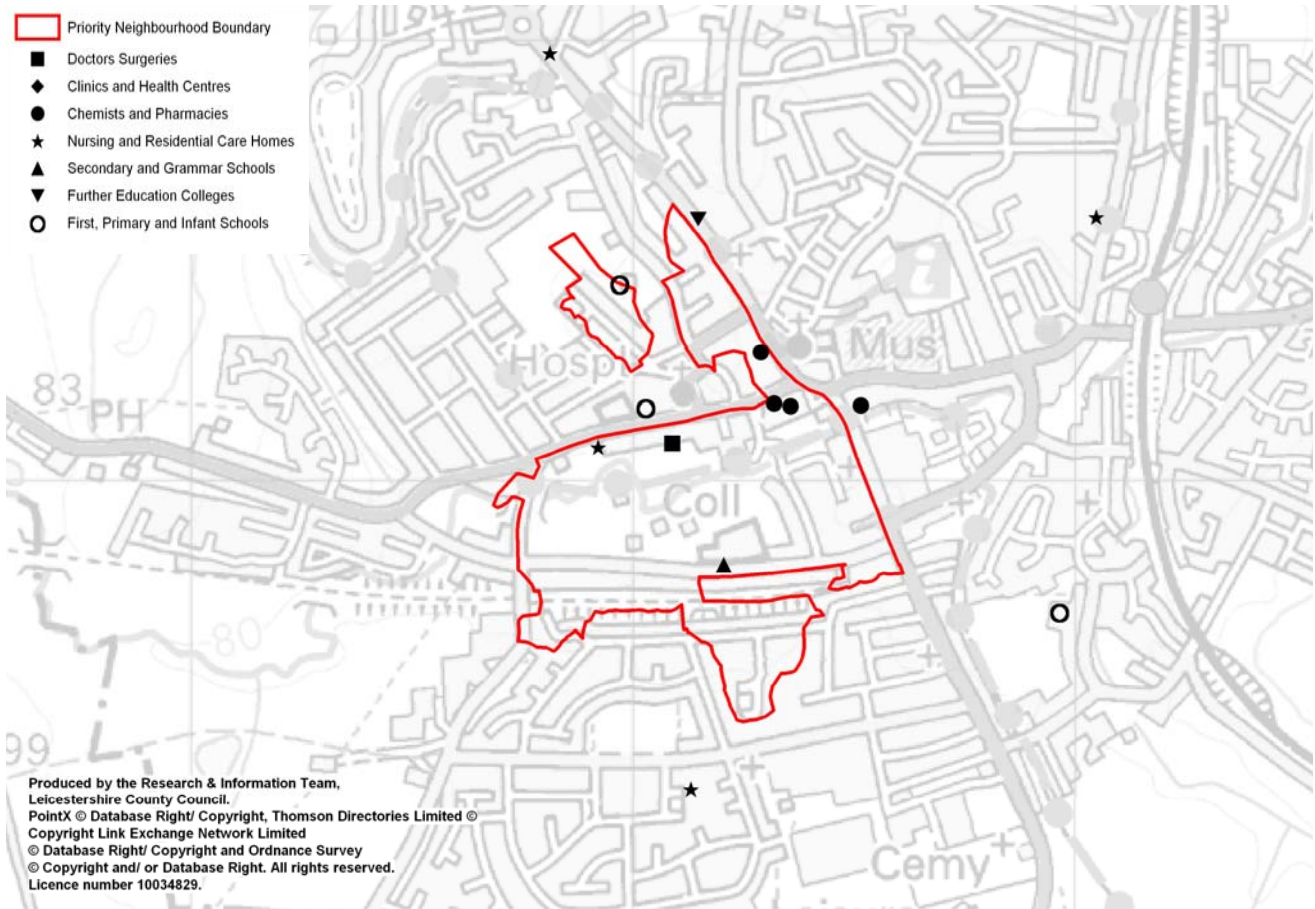 Priority Neighbourhood Boundary
Doctors Surgeries
Clinics and Health Centres
Chemists and Pharmacies
Nursing and Residential Care Homes
Secondary and Grammar Schools
Further Education Colleges
First, Primary and Infant Schools
Mus
Hospl
83
PH
Coll
80
99
Produced by the Research & Information Team,
Leicestershire County Council.
PointX © Database Right/ Copyright, Thomson Directories Limited ©
Copyright Link Exchange Network Limited
© Database Right/ Copyright and Ordnance Survey
© Copyright and/ or Database Right. All rights reserved.
Licence number 10034829.
Cemy